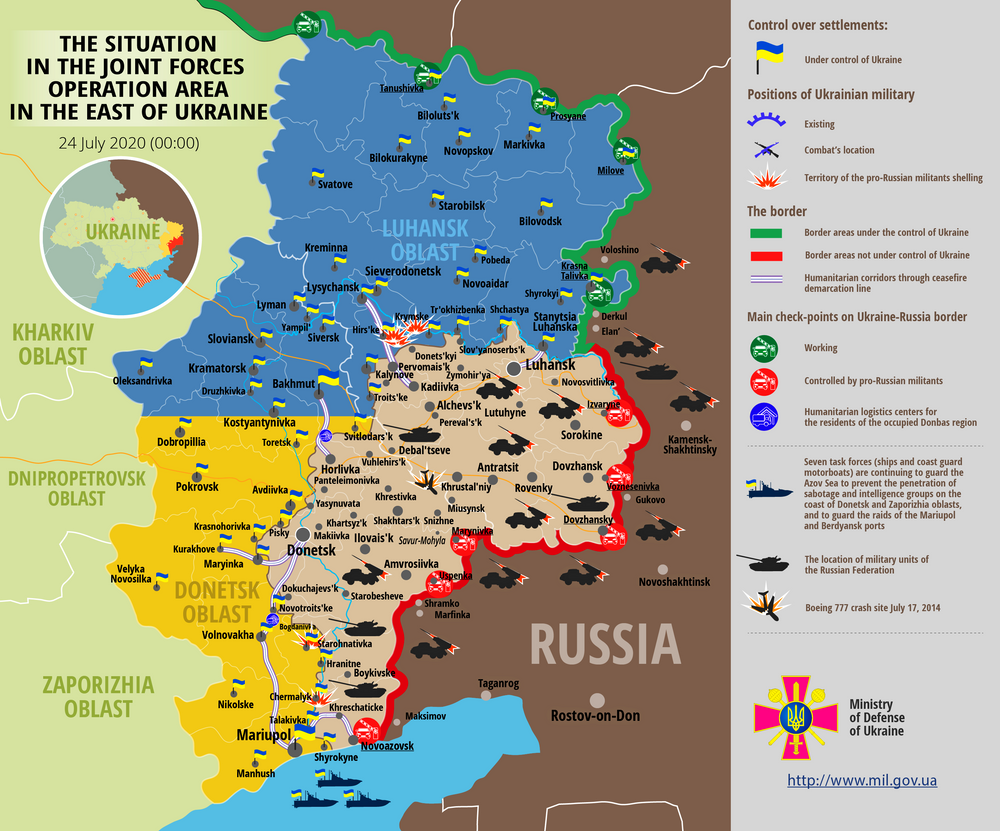 THE SITUATION
IN THE JOINT FORCES
OPERATION AREA
IN THE EAST OF UKRAINE
24 July 2020 (00:00)
UKRAINE
KHARKIV
OBLAST
DNIPROPETROVSK
OBLAST
ZAPORIZHIA
OBLAST
LUHANSK
OBLAST
DONETSK
OBLAST
RUSSIA
Tanushivka
Prosyane
Biloluts'k
Milove
Markivka
Novopskov
Bilokurakyne
Svatove
Starobilsk
Bilovodsk
Kreminna
Pobeda
Krasna
Talivka
Voloshino
Sieverodonetsk
Lysychansk
Novoaidar
Shyrokyi
Lyman
Yampil'
Siversk
Hirs'ke
Krymske
Tr'okhizbenka
Shchastya
Stanytsia
Luhanska
Derkul
Elan'
Sloviansk
Slov'yanoserbs'k
Donets'kyi
Pervomais'k
Zymohir'ya
Luhansk
Kramatorsk
Oleksandrivka
Druzhkivka
Bakhmut
Kalynove
Kadiivka
Troits'ke
Novosvitlivka
Izvaryne
Alchevs'k
Lutuhyne
Kostyantynivka
Pereval's'k
Sorokine
Kamensk-
Shakhtinsky
Dobropillia
Toretsk
Svitlodars'k
Debal'tseve
Horlivka
Vuhlehirs'k
Antratsit
Dovzhansk
Panteleimonivka
Pokrovsk
Avdiivka
Khrustal'niy
Rovenky
Voznesenivka
Gukovo
Khrestivka
Yasynuvata
Miusynsk
Krasnohorivka
Pisky
Khartsyz'k
Shakhtars'k
Snizhne
Dovzhansky
Makiivka
Ilovais'k
Savur-Mohyla
Marynivka
Kurakhove
Donetsk
Maryinka
Amvrosiivka
Uspenka
Novoshakhtinsk
Velyka
Novosilka
Dokuchajevs'k
Starobesheve
Novotroits'ke
Shramko
Marfinka
Bogdanivka
Volnovakha
Starohnativka
Hranitne
Boykivske
Nikolske
Chermalyk
Khreschaticke
Talakivka
Taganrog
Rostov-on-Don
Maksimov
Mariupol
Novoazovsk
Shyrokyne
Manhush
Control over settlements:
Under control of Ukraine
Positions of Ukrainian military
Existing
Combat's location
Territory of the pro-Russian militants shelling
The border
Border areas under the control of Ukraine
Border areas not under control of Ukraine
Humanitarian corridors through ceasefire
demarcation line
Main check-points on Ukraine-Russia border
Working
Controlled by pro-Russian militants
Humanitarian logistics centers for
the residents of the occupied Donbas region
Seven task forces (ships and coast guard
motorboats) are continuing to guard the
Azov Sea to prevent the penetration of
sabotage and intelligence groups on the
coast of Donetsk and Zaporizhia oblasts,
and to guard the raids of the Mariupol
and Berdyansk ports
The location of military units of
the Russian Federation
Boeing 777 crash site July 17, 2014
Ministry
of Defense
of Ukraine
http://www.mil.gov.ua